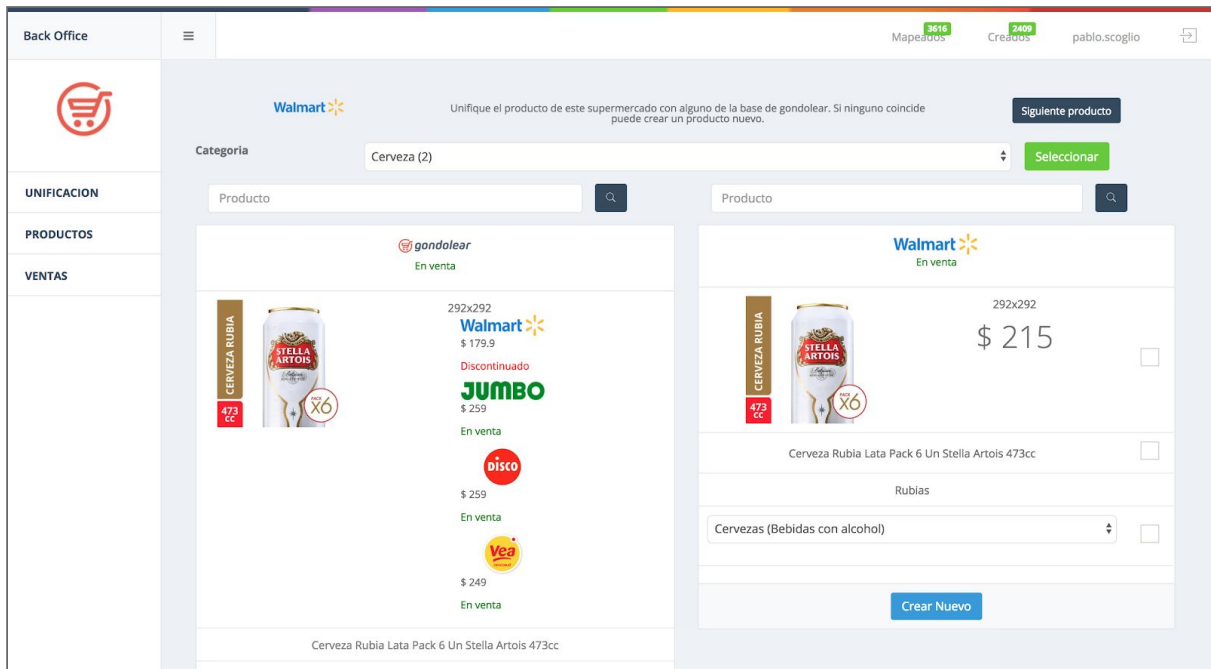 Back Office
Mapeados
3616
Creados
2409
pablo.scoglio
Walmart
Unifique el producto de este supermercado con alguno de la base de gondolear. Si ninguno coincide
puede crear un producto nuevo.
Siguiente producto
Categoria
Cerveza (2)
Seleccionar
UNIFICACION
PRODUCTOS
VENTAS
Producto
Producto
gondolear
En venta
CERVEZA RUBIA
473
cc
STELLA
ARTOIS
PACK
X6
292x292
Walmart
$ 179.9
Discontinuado
JUMBO
$ 259
En venta
DISCO
$ 259
En venta
Vea
$ 249
En venta
Cerveza Rubia Lata Pack 6 Un Stella Artois 473cc
Walmart
En venta
CERVEZA RUBIA
473
cc
STELLA
ARTOIS
PACK
X6
292x292
$ 215
Cerveza Rubia Lata Pack 6 Un Stella Artois 473cc
Rubias
Cervezas (Bebidas con alcohol)
Crear Nuevo